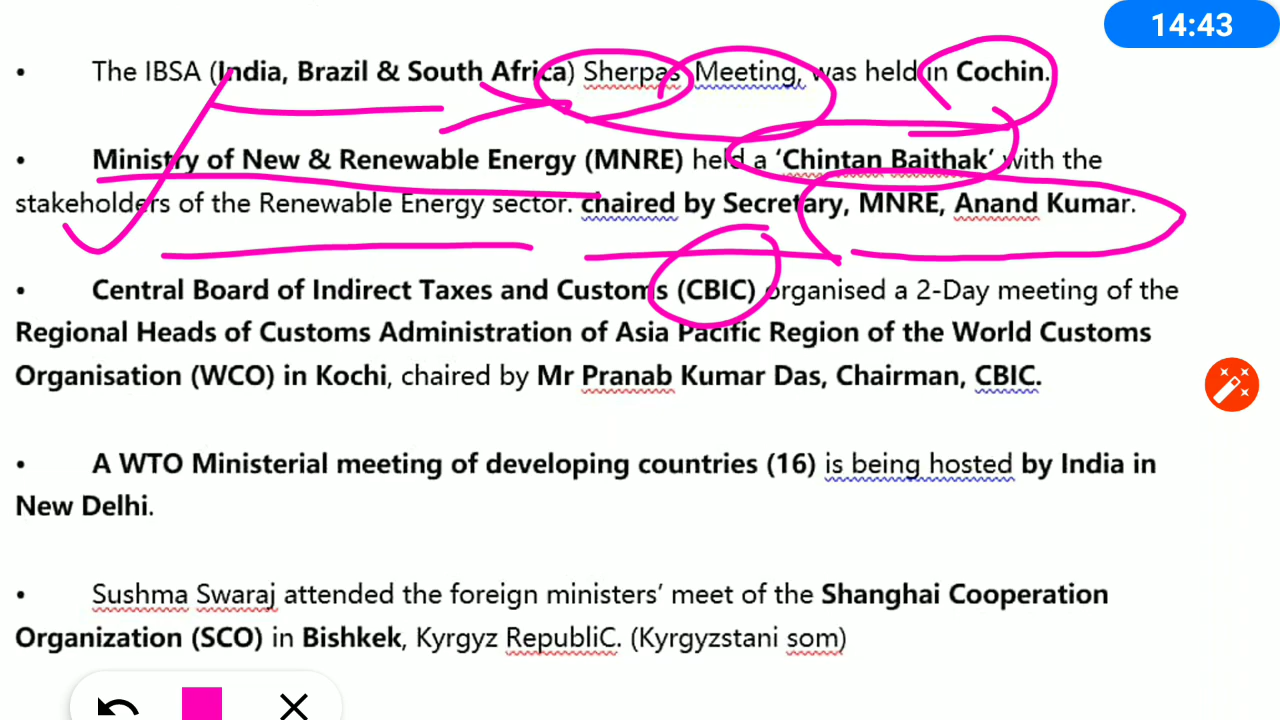 14:43
• The IBSA (India, Brazil & South Africa) Sherpas Meeting, was held in Cochin.
• Ministry of New & Renewable Energy (MNRE) held a ‘Chintan Baithak’ with the
stakeholders of the Renewable Energy sector. chaired by Secretary, MNRE, Anand Kumar.
• Central Board of Indirect Taxes and Customs (CBIC) organised a 2-Day meeting of the
Regional Heads of Customs Administration of Asia Pacific Region of the World Customs
Organisation (WCO) in Kochi, chaired by Mr Pranab Kumar Das, Chairman, CBIC.
• A WTO Ministerial meeting of developing countries (16) is being hosted by India in
New Delhi.
• Sushma Swaraj attended the foreign ministers’ meet of the Shanghai Cooperation
Organization (SCO) in Bishkek, Kyrgyz RepubliC. (Kyrgyzstani som)